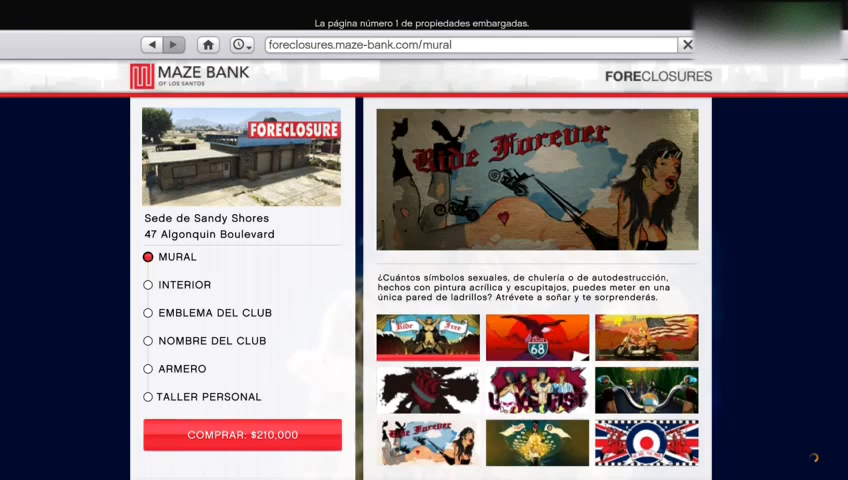 La página número 1 de propiedades embargadas.
foreclosures.maze-bank.com/mural
MAZE BANK
OF LOS SANTOS
FORECLOSURES
FORECLOSURE
Sede de Sandy Shores
47 Algonquin Boulevard
MURAL
INTERIOR
EMBLEMA DEL CLUB
NOMBRE DEL CLUB
ARMERO
TALLER PERSONAL
COMPRAR: $210,000
Ride Forever
¿Cuántos símbolos sexuales, de chulería o de autodestrucción,
hechos con pintura acrílica y escupitajos, puedes meter en una
única pared de ladrillos? Atrévete a soñar y te sorprenderás.
Ride Free
68
Ride Forever